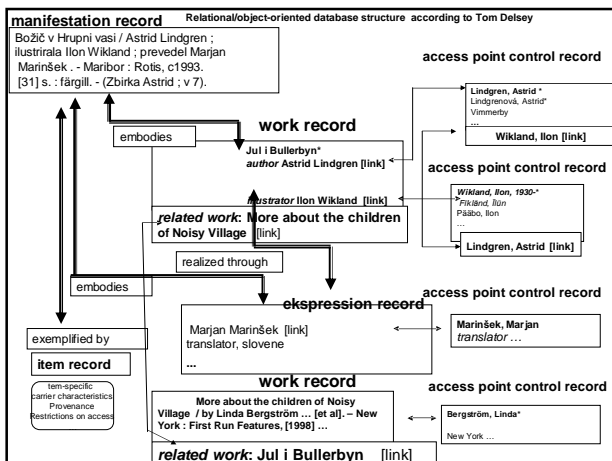 manifestation record
Relational/object-oriented database structure according to Tom Delsey
Božič v Hrupni vasi / Astrid Lindgren ;
ilustrirala Ilon Wikland ; prevedel Marjan
Marinšek . - Maribor : Rotis, c1993.
[31] s. : färgill. - (Zbirka Astrid ; v 7).
access point control record
Lindgren, Astrid *
Lindgrenová, Astrid*
Vimmerby
...
Wikland, Ilon [link]
embodies
work record
Jul i Bullerbyn*
author Astrid Lindgren [link]
illustrator Ilon Wikland [link]
related work: More about the children
of Noisy Village [link]
access point control record
Wikland, Ilon, 1930-*
Fikland, Ïlün
Pääbo, Ilon
...
Lindgren, Astrid [link]
realized through
embodies
ekspression record
Marjan Marinšek [link]
translator, slovene
...
access point control record
Marinšek, Marjan
translator ...
exemplified by
item record
tem-specific
carrier characteristics
Provenance
Restrictions on access
work record
More about the children of Noisy
Village / by Linda Bergström ... [et al]. – New
York : First Run Features, [1998] ...
related work: Jul i Bullerbyn [link]
access point control record
Bergström, Linda*
New York ...